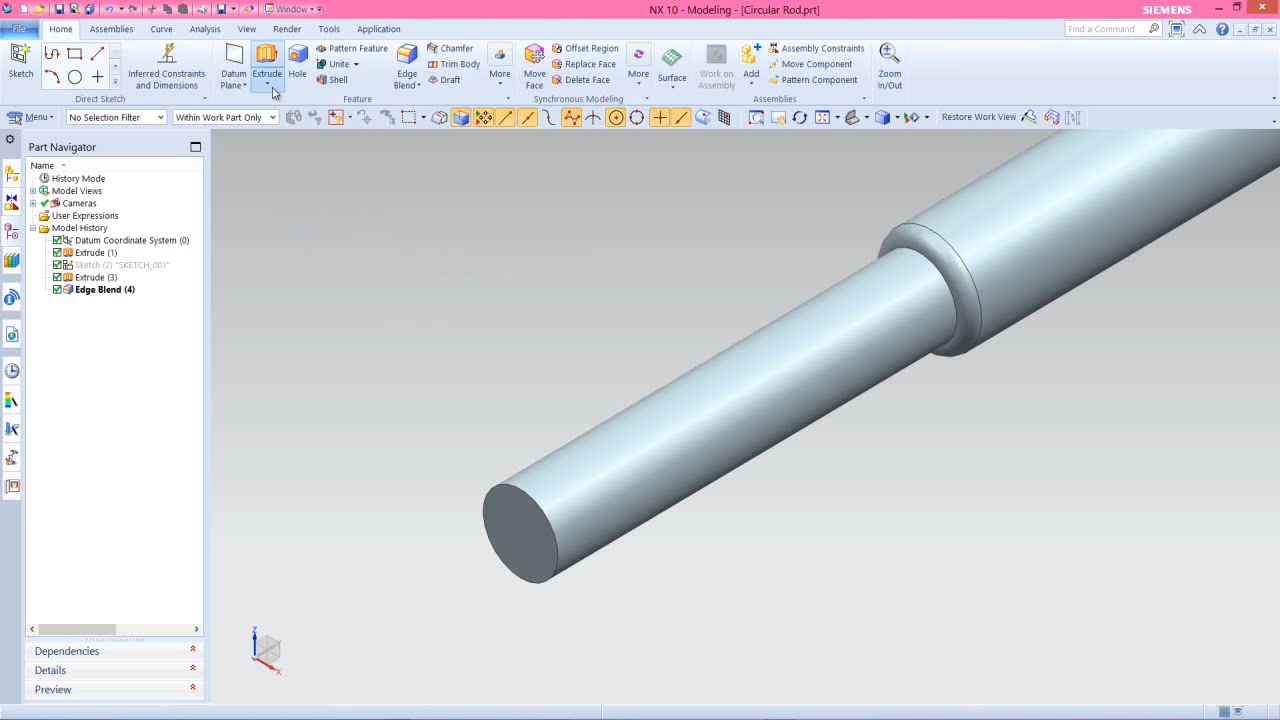 NX 10 - Modeling - [Circular Rod.prt]
SIEMENS
Window
File
Home
Assemblies
Curve
Analysis
View
Render
Tools
Application
Find a Command
Sketch
Direct Sketch
Inferred Constraints
and Dimensions
Datum
Plane
Extrude
Hole
Pattern Feature
Unite
Shell
Edge
Blend
Chamfer
Trim Body
Draft
More
Feature
Move
Face
Offset Region
Replace Face
Delete Face
More
Surface
Synchronous Modeling
Work on
Assembly
Add
Assembly Constraints
Move Component
Pattern Component
Assemblies
Zoom
In/Out
Menu
No Selection Filter
Within Work Part Only
Restore Work View
Part Navigator
Name
History Mode
Model Views
Cameras
User Expressions
Model History
Datum Coordinate System (0)
Extrude (1)
Sketch (2) "SKETCH_001"
Extrude (3)
Edge Blend (4)
Dependencies
Details
Preview
Z
X